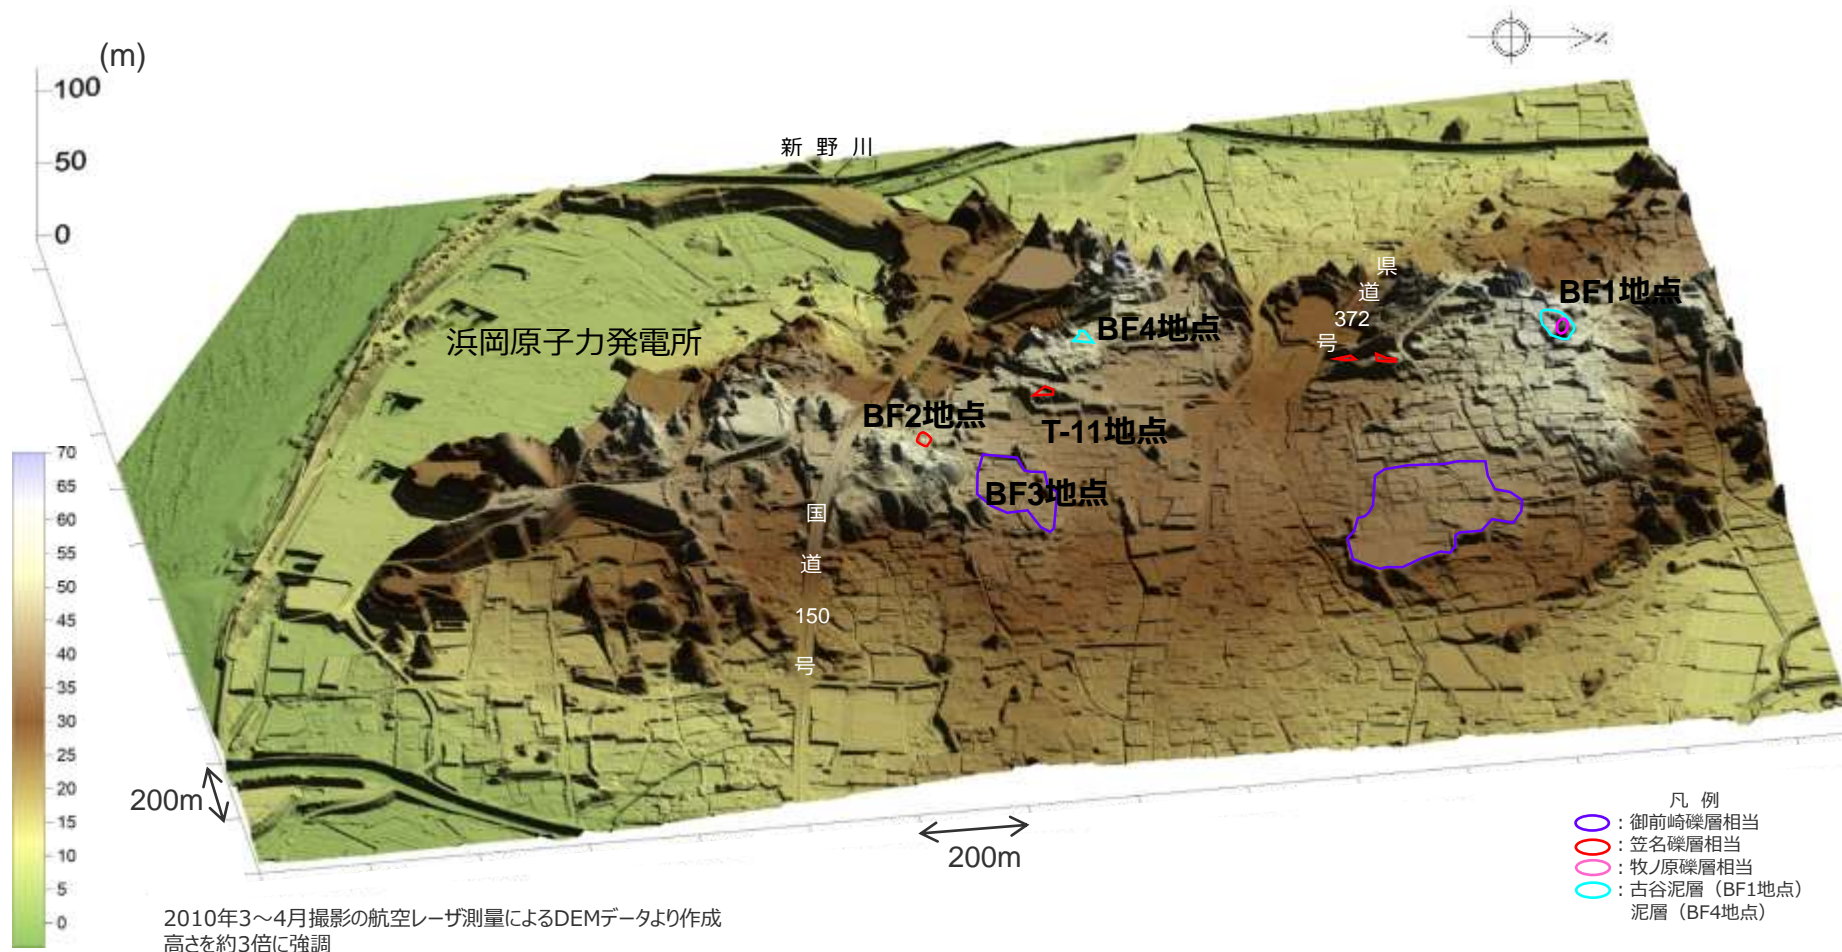 (m)
100
50
0
新野川
県道372号
BF1地点
浜岡原子力発電所
BF4地点
BF2地点
T-11地点
BF3地点
国道150号
70
65
60
55
50
45
40
35
30
25
20
15
10
5
0
200m
200m
凡 例
：御前崎礫層相当
：笠名礫層相当
：牧ノ原礫層相当
：古谷泥層（BF1地点）
泥層（BF4地点）
2010年3～4月撮影の航空レーザ測量によるDEMデータより作成
高さを約3倍に強調